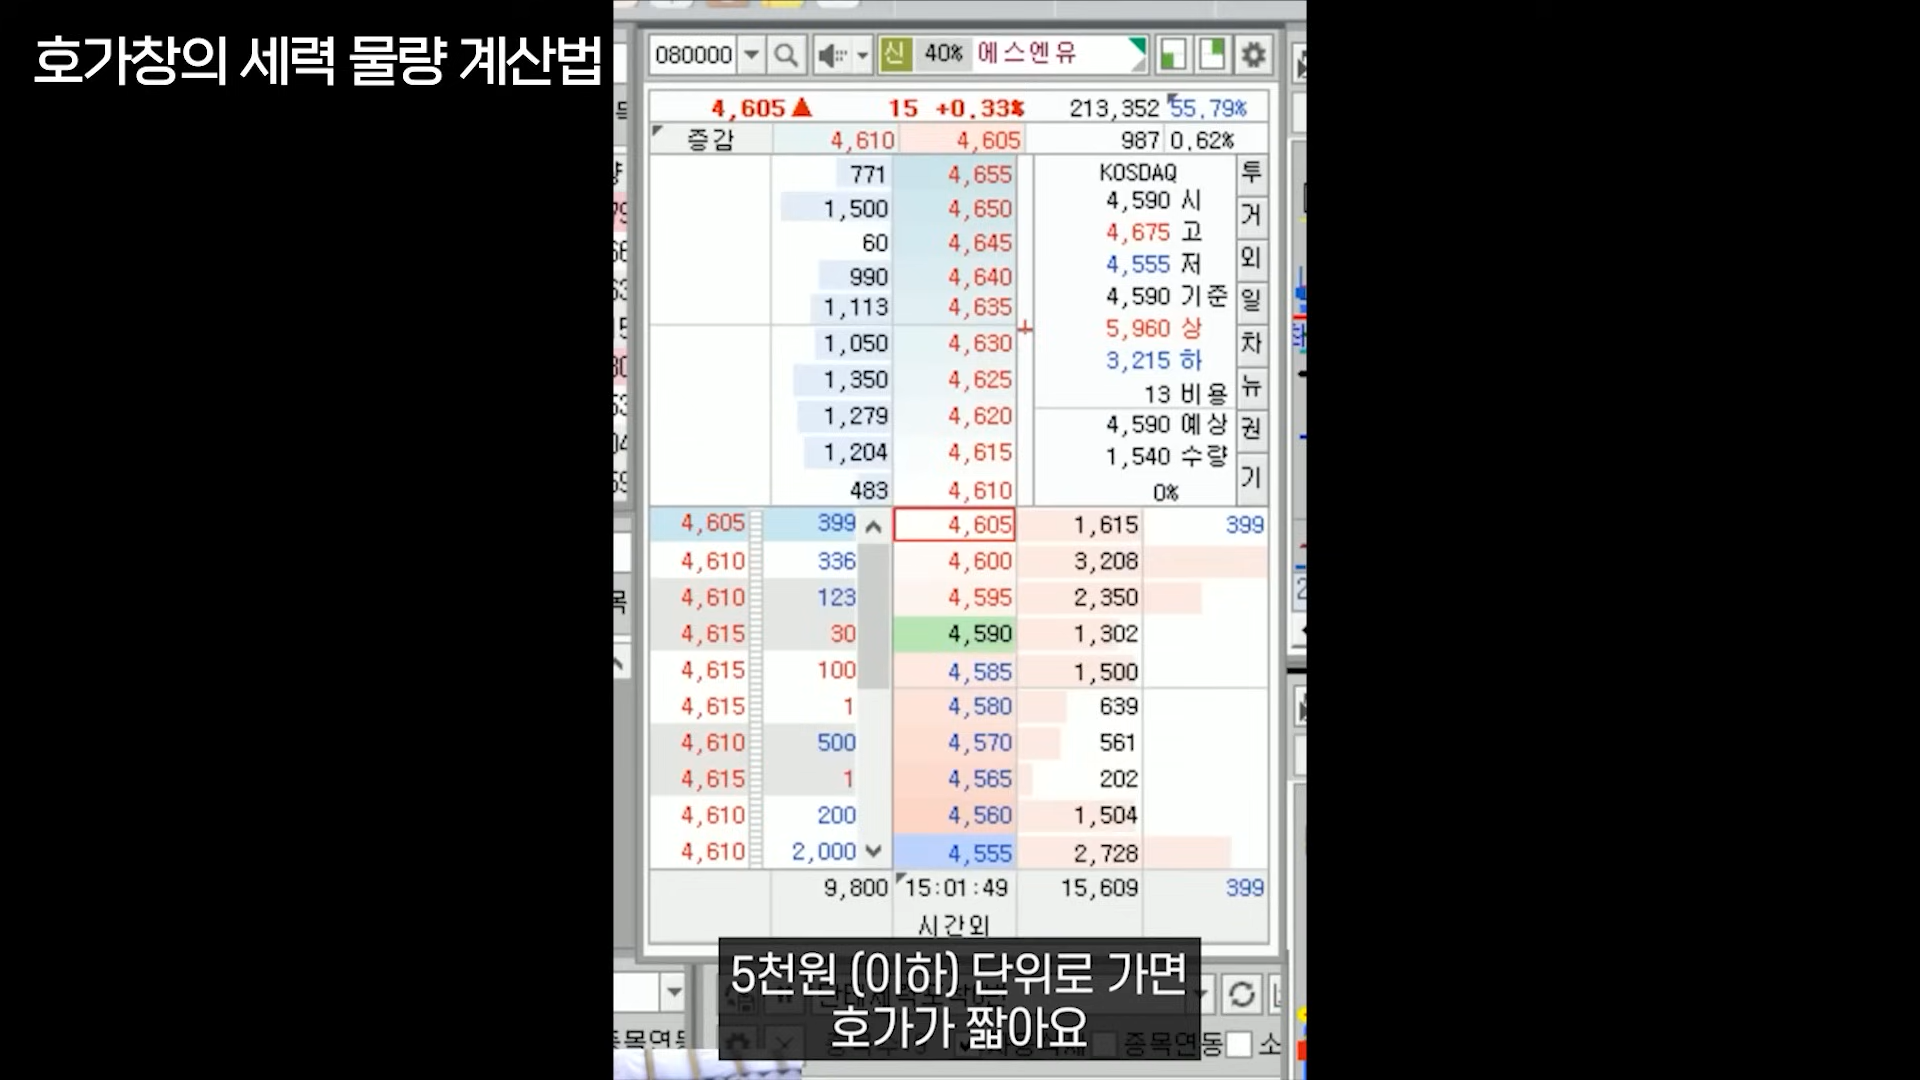 호가창의 세력 물량 계산법
080000 신 40% 에스엔유
4,605▲ 15 +0.33% 213,352 55.79%
증감 4,610 4,605 987 0.62%
771 4,655 KOSDAQ 투
1,500 4,650 4,590 시 거
60 4,645 4,675 고
990 4,640 4,555 저 외
1,113 4,635 4,590 기준 일
1,050 4,630 5,960 상 차
1,350 4,625 3,215 하 뉴
13 비용
1,279 4,620 4,590 예상 권
1,204 4,615 1,540 수량 기
483 4,610 0%
4,605 399 4,605 1,615 399
4,610 336 4,600 3,208
4,610 123 4,595 2,350
4,615 30 4,590 1,302
4,615 100 4,585 1,500
4,615 1 4,580 639
4,610 500 4,570 561
4,615 1 4,565 202
4,610 200 4,560 1,504
4,610 2,000 4,555 2,728
9,800 15:01:49 15,609 399
시간외
5천원 (이하) 단위로 가면
호가가 짧아요
종목연동 소